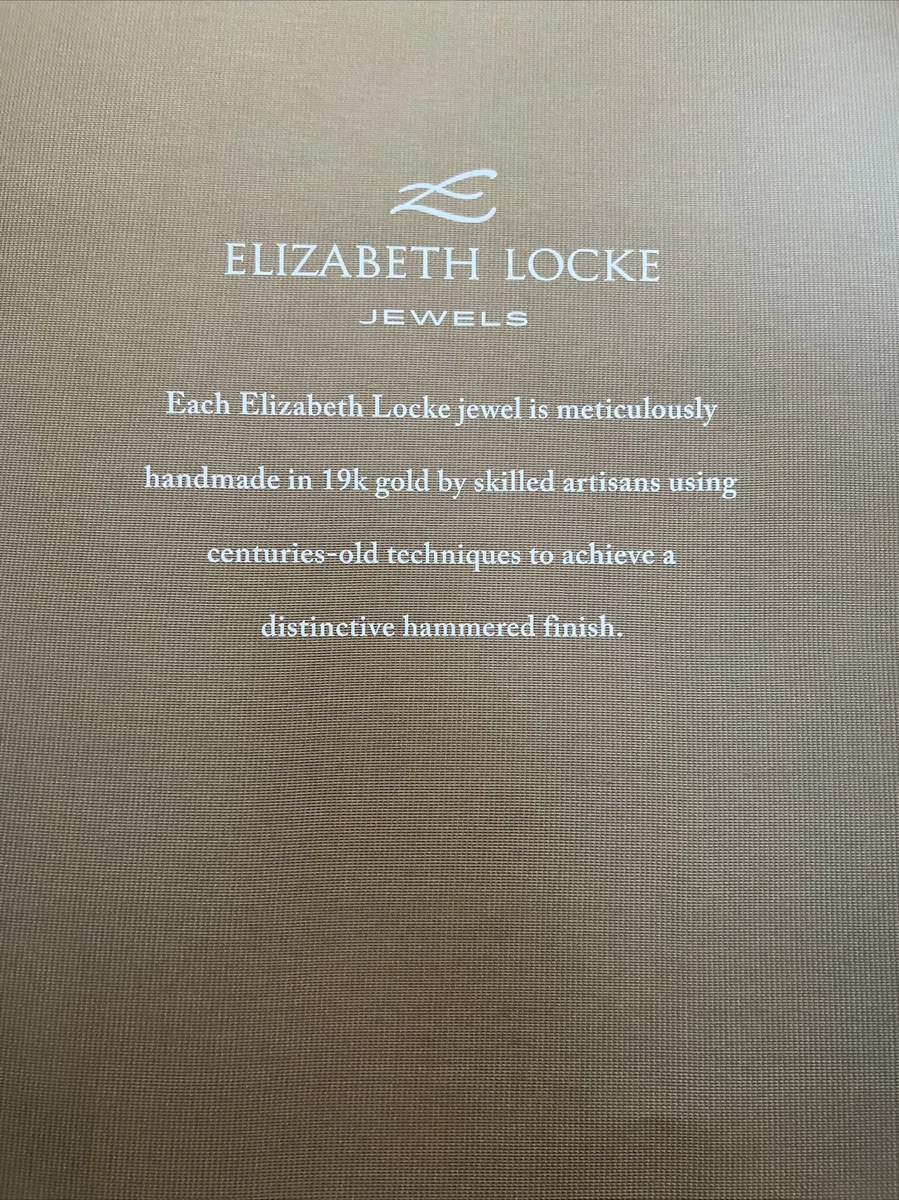 ELIZABETH LOCKE
JEWELS
Each Elizabeth Locke jewel is meticulously
handmade in 19k gold by skilled artisans using
centuries-old techniques to achieve a
distinctive hammered finish.